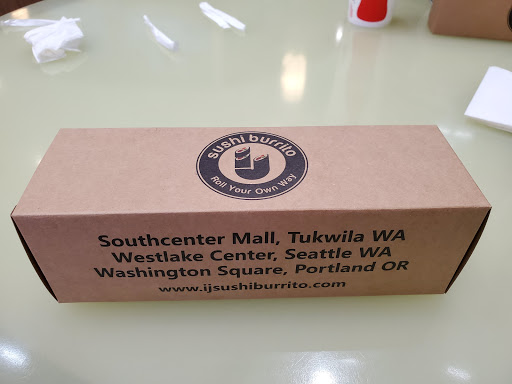 sushi burrito
Roll Your Own Way
Southcenter Mall, Tukwila WA
Westlake Center, Seattle WA
Washington Square, Portland OR
www.ijsushiburrito.com